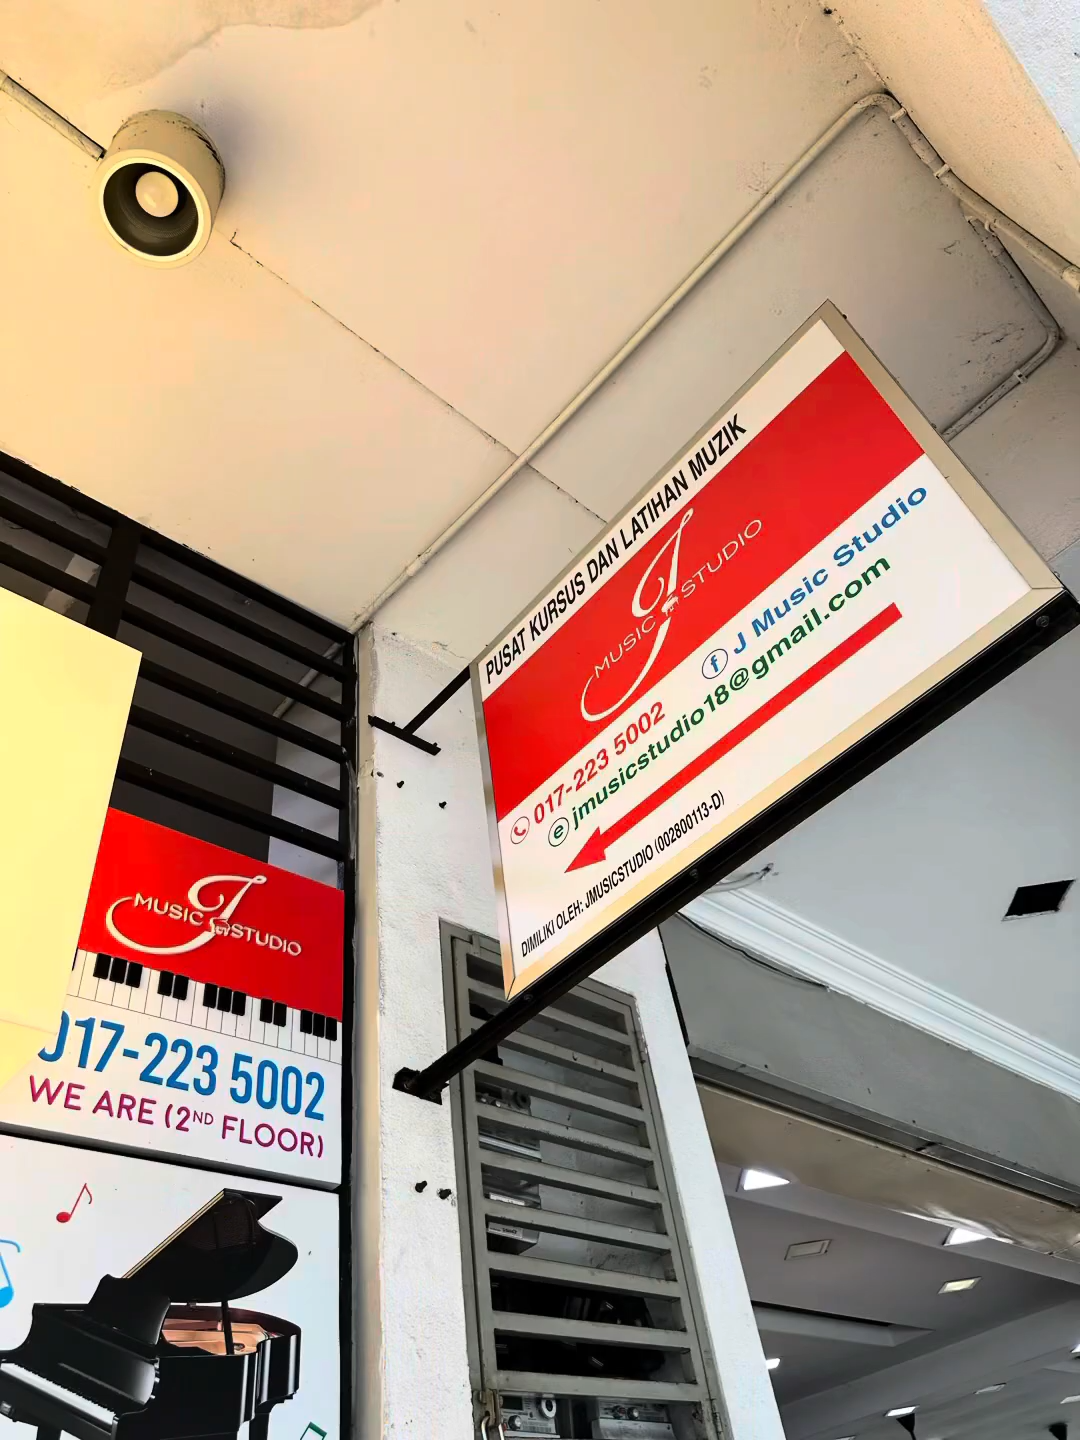 PUSAT KURSUS DAN LATIHAN MUZIK
J
MUSIC STUDIO
017-223 5002
f J Music Studio
e jmusicstudio18@gmail.com
DIMILIKI OLEH: JMUSICSTUDIO (002800113-D)
J
MUSIC STUDIO
017-223 5002
WE ARE (2ND FLOOR)